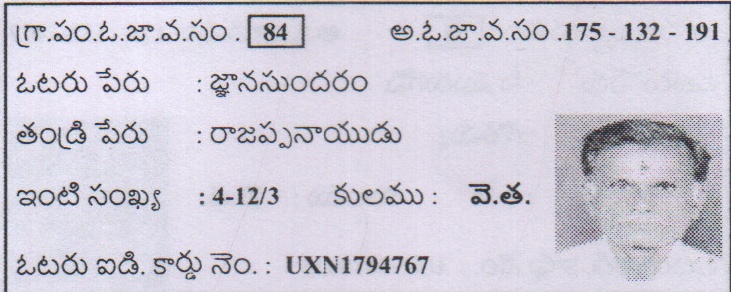 గ్రా.పం.ఓ.జా.వ.సం. 84 అ.ఓ.జా.వ.సం .175 - 132 - 191
ఓటరు పేరు : జ్ఞానసుందరం
తండ్రి పేరు : రాజప్పనాయుడు
ఇంటి సంఖ్య : 4-12/3 కులము : వె.త.
ఓటరు ఐడి. కార్డు నెం. : UXN1794767